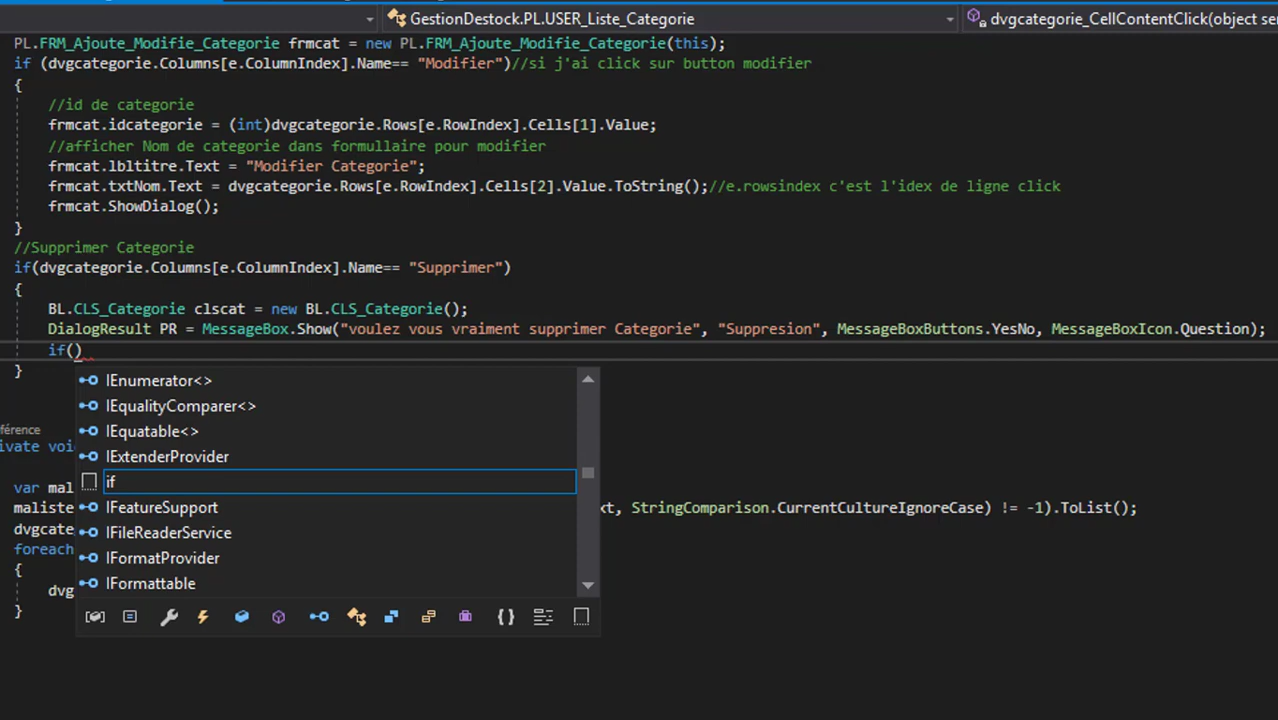 GestionDestock.PL.USER_Liste_Categorie
dvgcategorie_CellContentClick(object se
PL.FRM_Ajoute_Modifie_Categorie frmcat = new PL.FRM_Ajoute_Modifie_Categorie(this);
if (dvgcategorie.Columns[e.ColumnIndex].Name== "Modifier")//si j'ai click sur button modifier
{
//id de categorie
frmcat.idcategorie = (int)dvgcategorie.Rows[e.RowIndex].Cells[1].Value;
//afficher Nom de categorie dans formullaire pour modifier
frmcat.lbltitre.Text = "Modifier Categorie";
frmcat.txtNom.Text = dvgcategorie.Rows[e.RowIndex].Cells[2].Value.ToString();//e.rowsindex c'est l'idex de ligne click
frmcat.ShowDialog();
}
//Supprimer Categorie
if(dvgcategorie.Columns[e.ColumnIndex].Name== "Supprimer")
{
BL.CLS_Categorie clscat = new BL.CLS_Categorie();
DialogResult PR = MessageBox.Show("voulez vous vraiment supprimer Categorie", "Suppresion", MessageBoxButtons.YesNo, MessageBoxIcon.Question);
if()
}
IEnumerator<>
IEqualityComparer<>
IEquatable<>
IExtenderProvider
if
IFeatureSupport
IFileReaderService
IFormatProvider
IFormattable
férence
ivate voi
var mal
maliste
xt, StringComparison.CurrentCultureIgnoreCase) != -1).ToList();
dvgcate
foreach
{
dvg
}